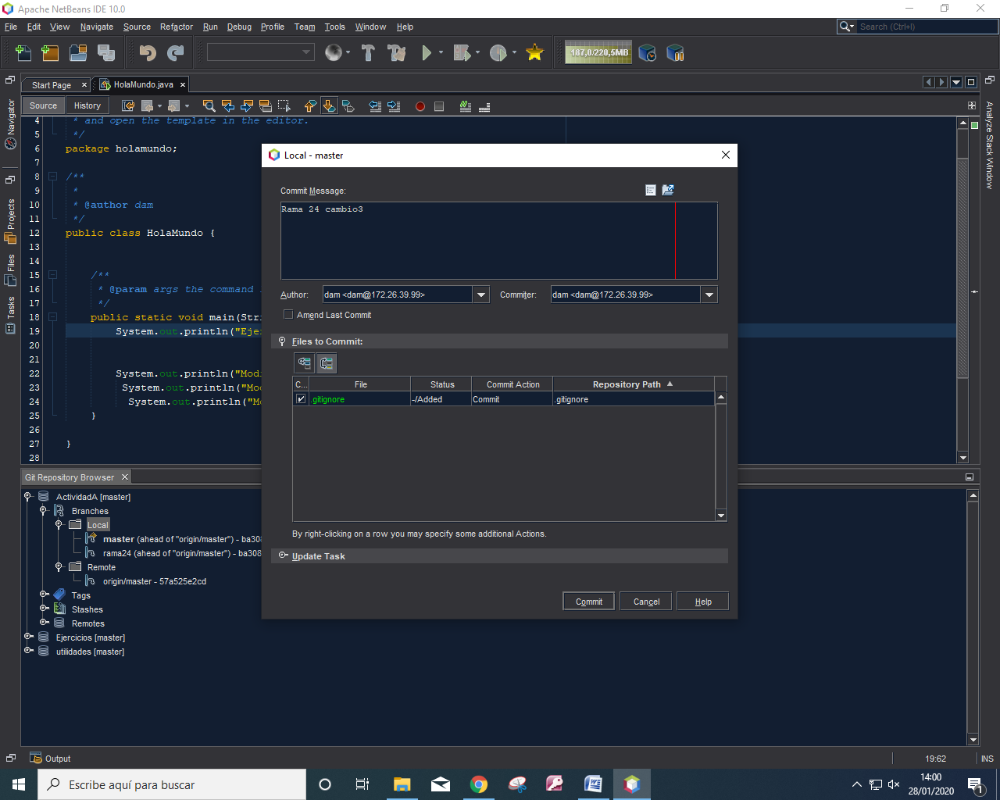 Apache NetBeans IDE 10.0
File Edit View Navigate Source Refactor Run Debug Profile Team Tools Window Help
Search (Ctrl+I)
187,0/220,5MB
Start Page
HolaMundo.java
Source History
Navigator
Projects
Files
Tasks
Analyze Stack Window
4 * and open the template in the editor.
5 */
6 package holamundo;
7
8 /**
9 *
10 * @author dam
11 */
12 public class HolaMundo {
13
14
15 /**
16 * @param args the command
17 */
18 public static void main(Stri
19 System.out.println("Ejer
20
21
22 System.out.println("Modi
23 System.out.println("Mod
24 System.out.println("Mo
25 }
26
27 }
28
Local - master
Commit Message:
Rama 24 cambio3
Author: dam <dam@172.26.39.99> Commiter: dam <dam@172.26.39.99>
Amend Last Commit
Files to Commit:
C... File Status Commit Action Repository Path
.gitignore -/Added Commit .gitignore
By right-clicking on a row you may specify some additional Actions.
Update Task
Commit Cancel Help
Git Repository Browser
ActividadA [master]
Branches
Local
master (ahead of "origin/master") - ba308
rama24 (ahead of "origin/master") - ba308
Remote
origin/master - 57a525e2cd
Tags
Stashes
Remotes
Ejercicios [master]
utilidades [master]
Output
19:62 INS
Escribe aquí para buscar
14:00
28/01/2020
1